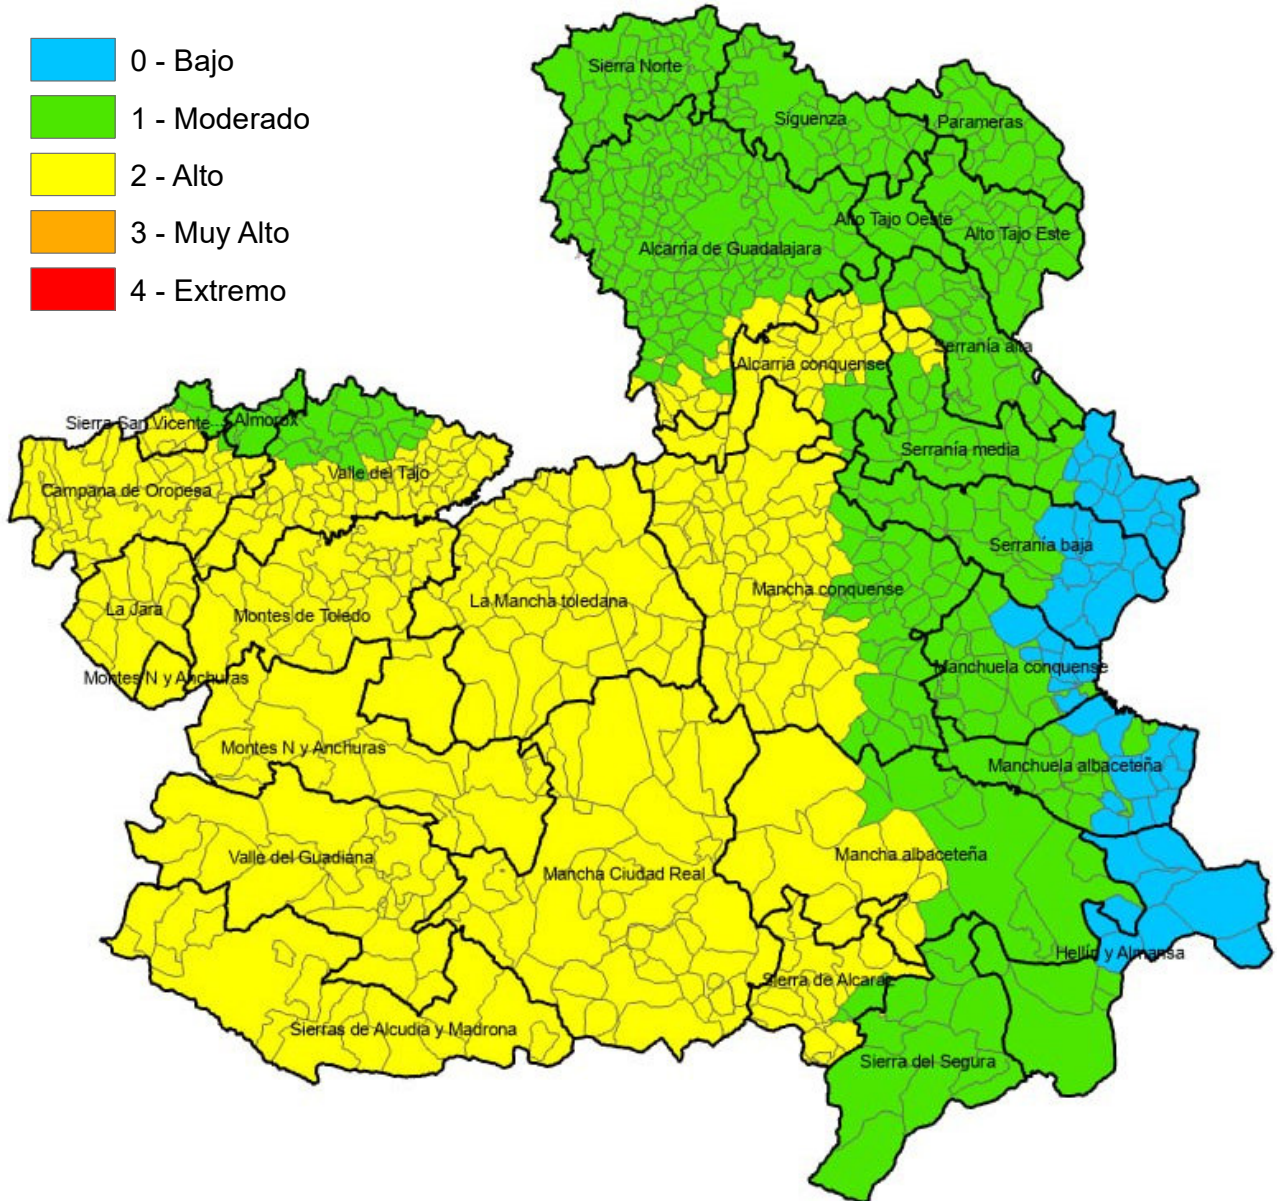 0 - Bajo
1 - Moderado
2 - Alto
3 - Muy Alto
4 - Extremo
Sierra Norte
Sigüenza
Parameras
Alto Tajo Oeste
Alto Tajo Este
Alcarria de Guadalajara
Serranía alta
Alcarria conquense
Sierra San Vicente
Almorox
Serranía media
Valle del Tajo
Campana de Oropesa
Serranía baja
Mancha conquense
La Mancha toledana
La Jara
Montes de Toledo
Manchuela conquense
Montes N y Anchuras
Montes N y Anchuras
Manchuela albaceteña
Valle del Guadiana
Mancha albaceteña
Mancha Ciudad Real
Hellín y Almansa
Sierra de Alcaraz
Sierras de Alcudia y Madrona
Sierra del Segura